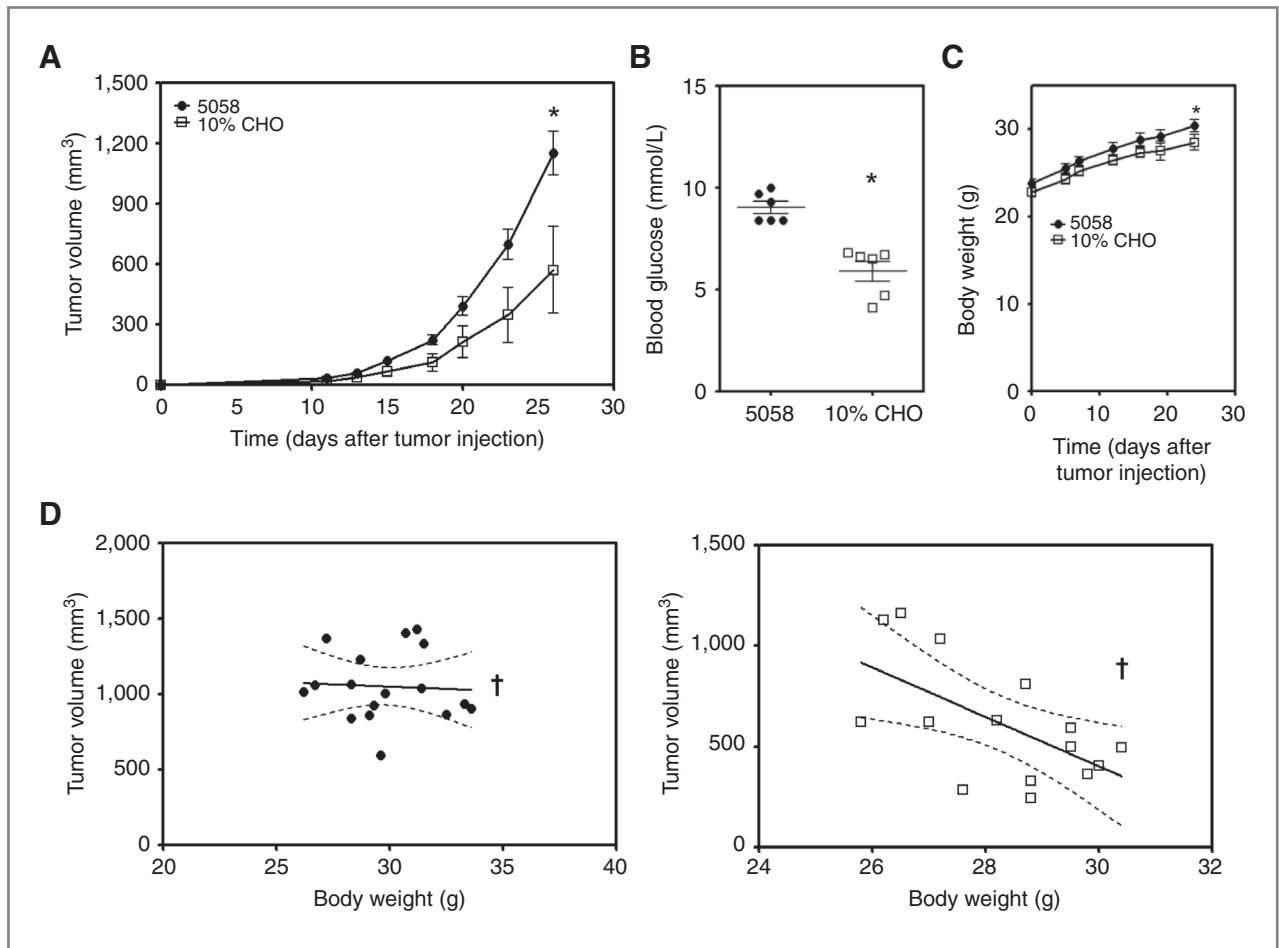 A
1,500
1,200
900
600
300
0
Tumor volume (mm3)
5058
10% CHO
*
0 5 10 15 20 25 30
Time (days after tumor injection)
B
15
10
5
0
Blood glucose (mmol/L)
*
5058 10% CHO
C
30
20
10
0
Body weight (g)
*
5058
10% CHO
0 10 20 30
Time (days after
tumor injection)
D
2,000
1,500
1,000
500
0
Tumor volume (mm3)
†
20 25 30 35 40
Body weight (g)
1,500
1,000
500
0
Tumor volume (mm3)
†
24 26 28 30 32
Body weight (g)